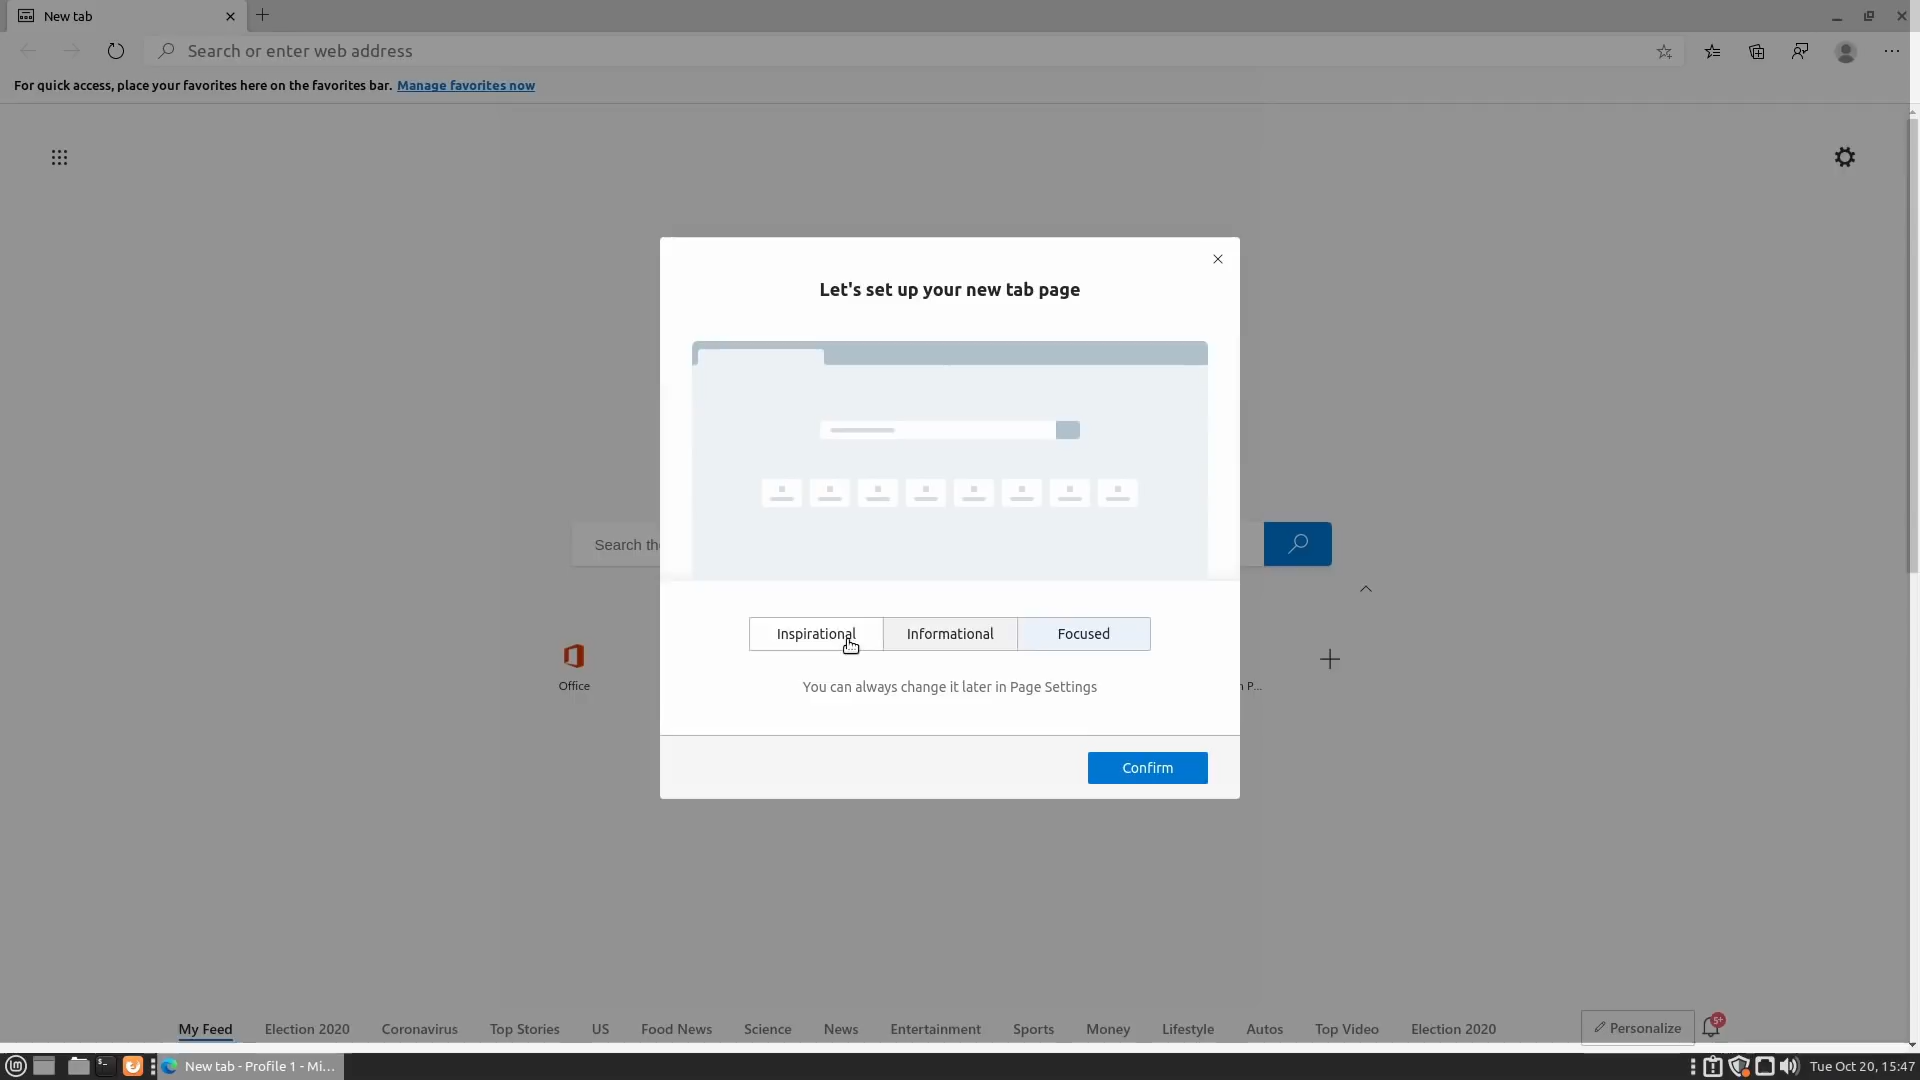 New tab
Search or enter web address
For quick access, place your favorites here on the favorites bar. Manage favorites now
Let's set up your new tab page
Search the
Inspirational Informational Focused
Office
n P...
You can always change it later in Page Settings
Confirm
My Feed Election 2020 Coronavirus Top Stories US Food News Science News Entertainment Sports Money Lifestyle Autos Top Video Election 2020 Personalize 5+
New tab - Profile 1 - Mi... Tue Oct 20, 15:47